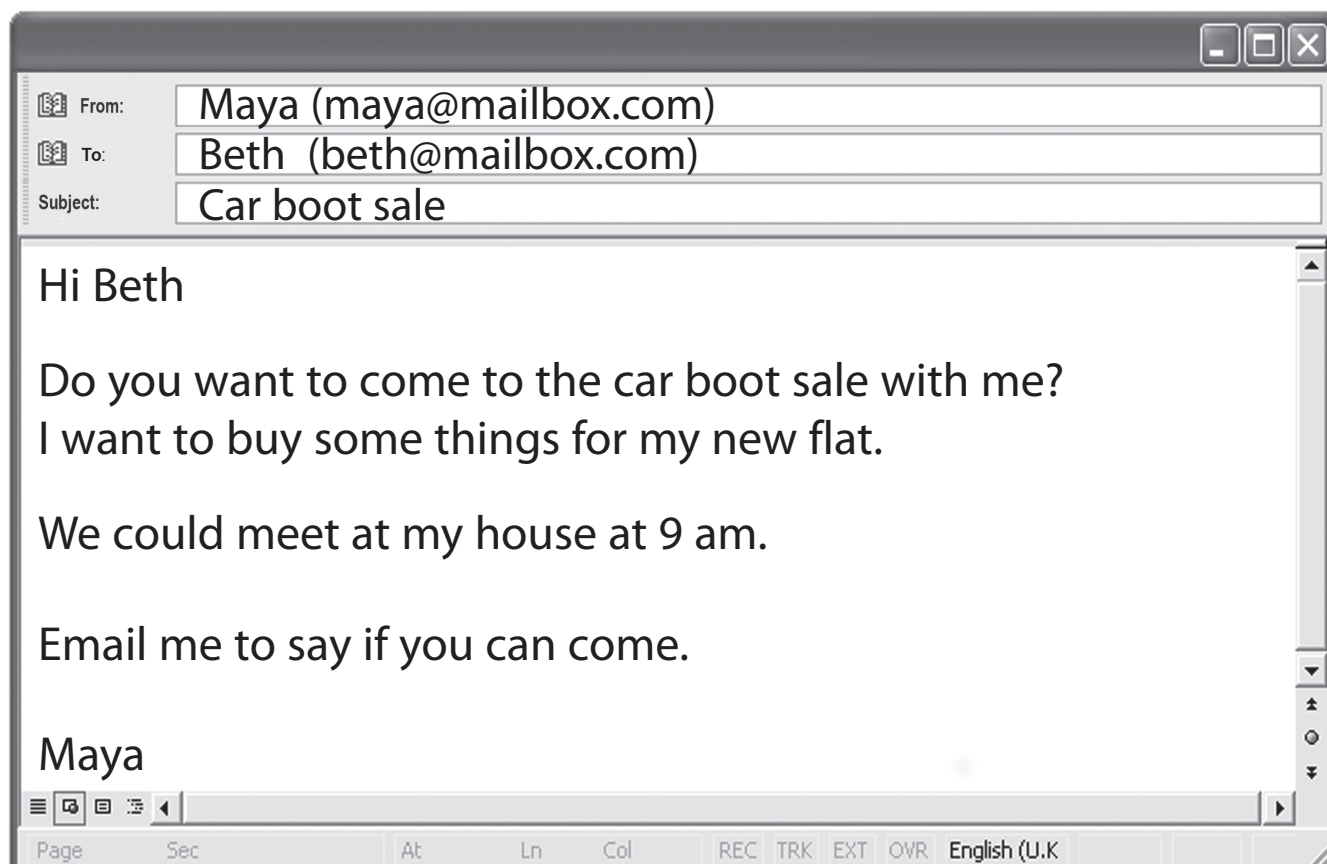 From: Maya (maya@mailbox.com)
To: Beth (beth@mailbox.com)
Subject: Car boot sale
Hi Beth
Do you want to come to the car boot sale with me?
I want to buy some things for my new flat.
We could meet at my house at 9 am.
Email me to say if you can come.
Maya
Page Sec At Ln Col REC TRK EXT OVR English (U.K